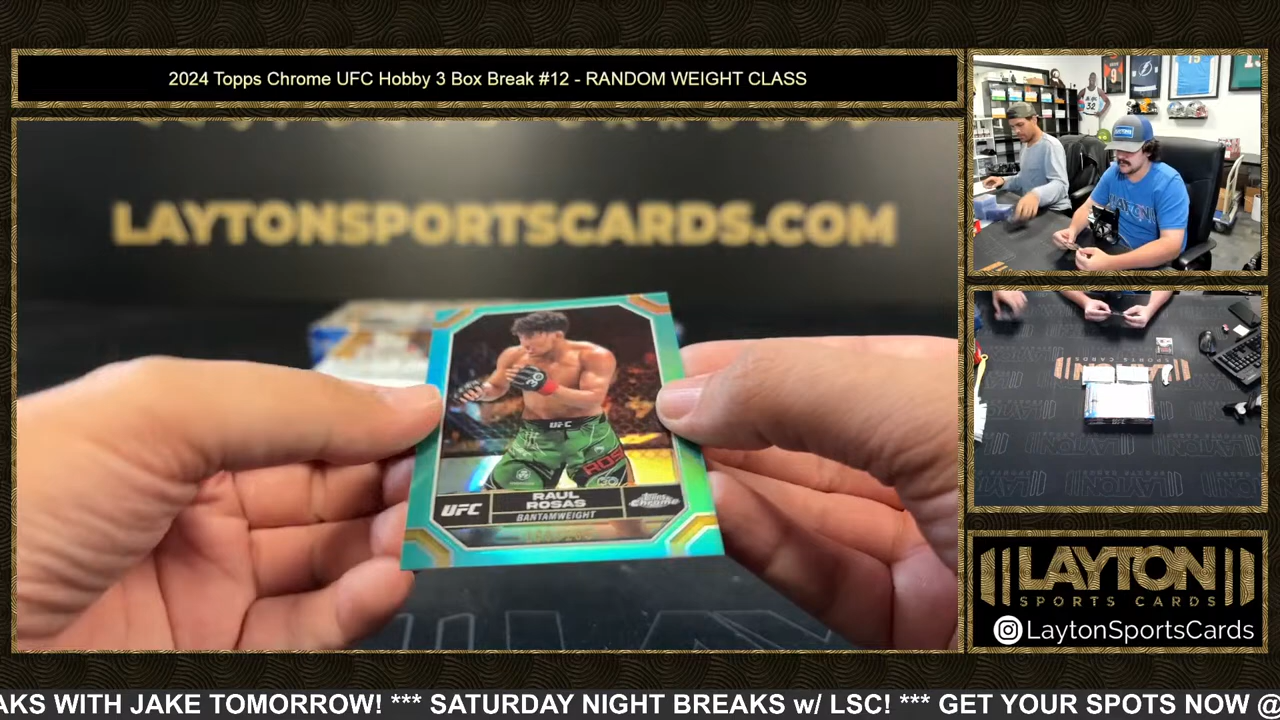 2024 Topps Chrome UFC Hobby 3 Box Break #12 - RANDOM WEIGHT CLASS
LAYTONSPORTSCARDS.COM
UFC
RAUL
ROSAS
BANTAMWEIGHT
UFC
Topps
Chrome
LAYTON
SPORTS CARDS
LaytonSportsCards
AKS WITH JAKE TOMORROW! *** SATURDAY NIGHT BREAKS w/ LSC! *** GET YOUR SPOTS NOW @